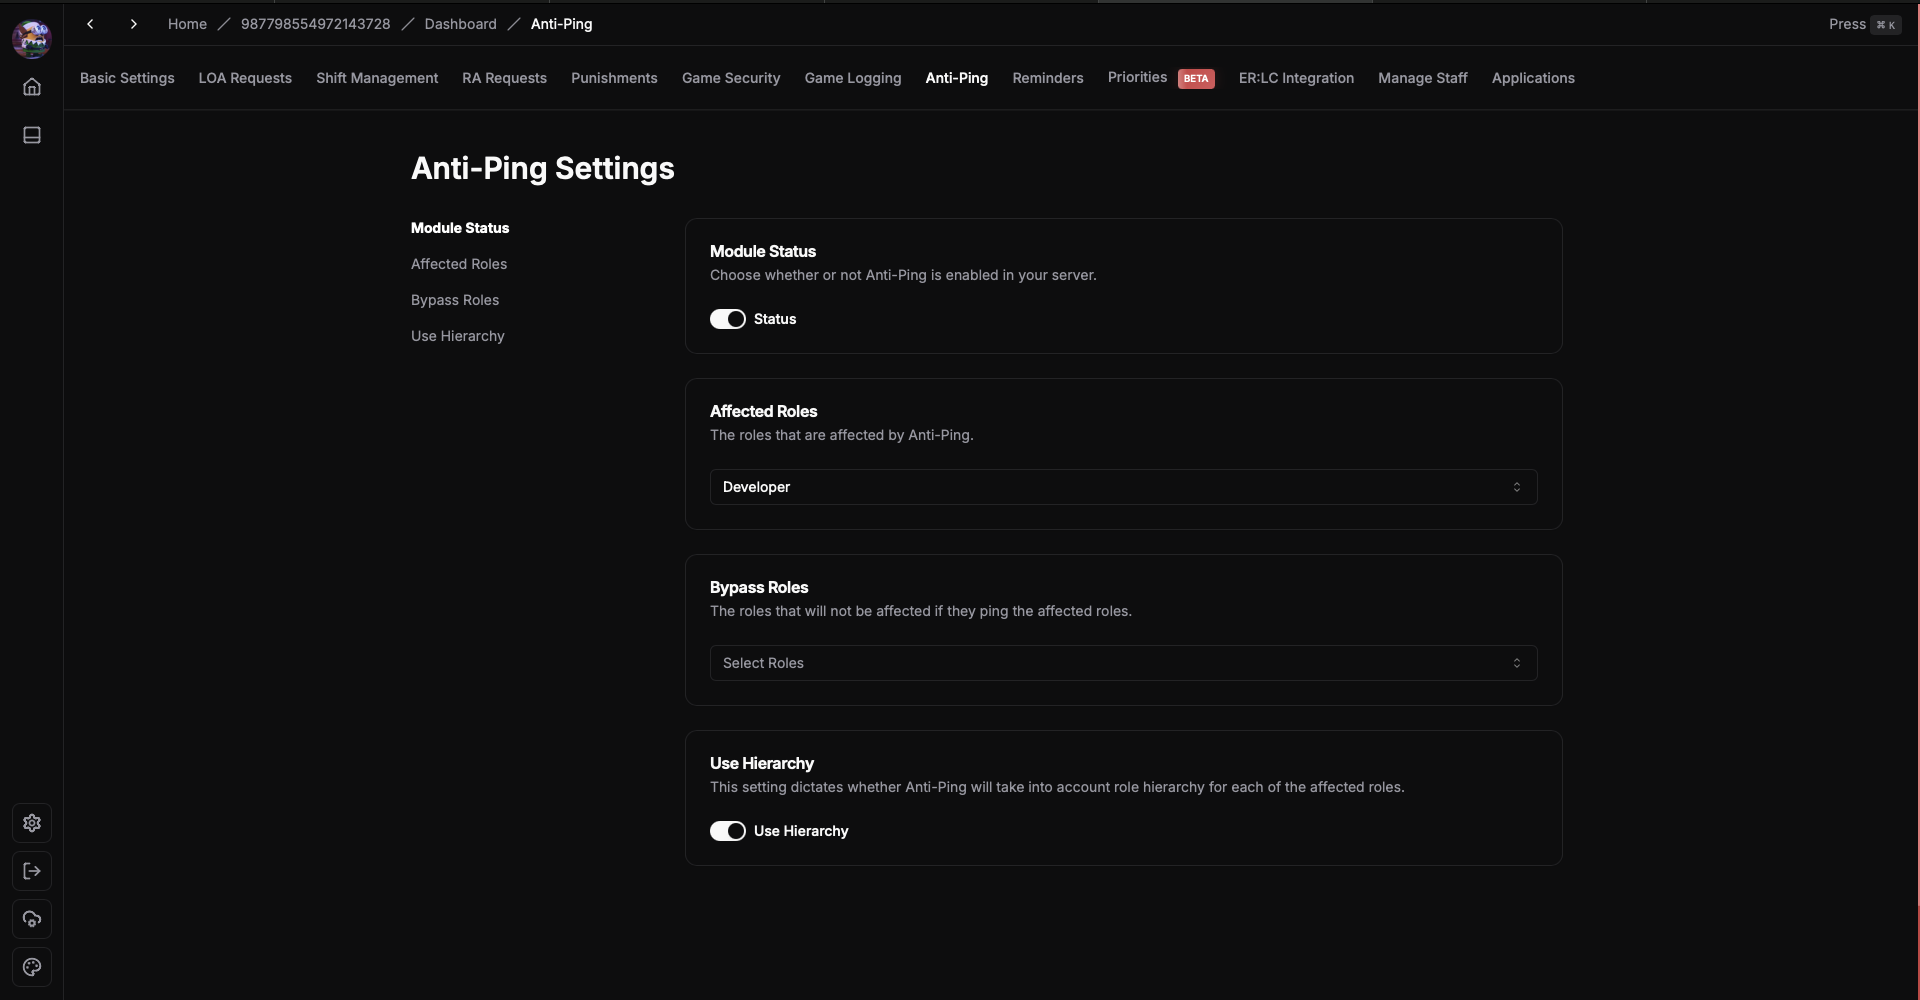 Home / 987798554972143728 / Dashboard / Anti-Ping
Press ⌘ K
Basic Settings LOA Requests Shift Management RA Requests Punishments Game Security Game Logging Anti-Ping Reminders Priorities BETA ER:LC Integration Manage Staff Applications
Anti-Ping Settings
Module Status
Affected Roles
Bypass Roles
Use Hierarchy
Module Status
Choose whether or not Anti-Ping is enabled in your server.
Status
Affected Roles
The roles that are affected by Anti-Ping.
Developer
Bypass Roles
The roles that will not be affected if they ping the affected roles.
Select Roles
Use Hierarchy
This setting dictates whether Anti-Ping will take into account role hierarchy for each of the affected roles.
Use Hierarchy